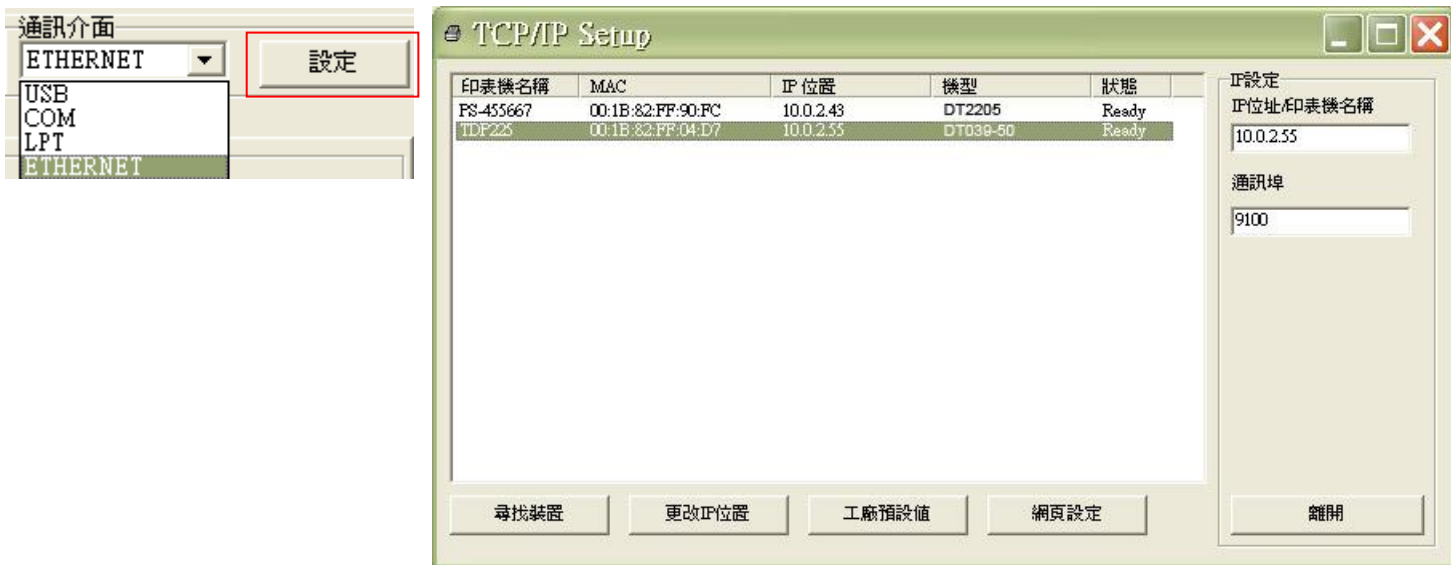 通訊介面
ETHERNET
設定
USB
COM
LPT
ETHERNET
TCP/IP Setup
印表機名稱 MAC IP 位置 機型 狀態
PS-455667 00:1B:82:FF:90:FC 10.0.2.43 DT2205 Ready
TDP225 00:1B:82:FF:04:D7 10.0.2.55 DT039-50 Ready
IP設定
IP位址/印表機名稱
10.0.2.55
通訊埠
9100
尋找裝置 更改IP位置 工廠預設值 網頁設定 離開